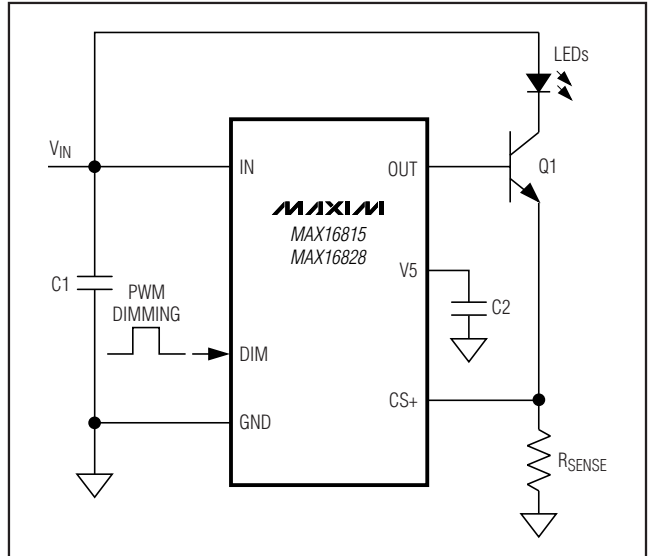 LEDs
VIN
IN
OUT
Q1
MAXIM
MAX16815
MAX16828
V5
C1
PWM
DIMMING
C2
DIM
CS+
GND
RSENSE